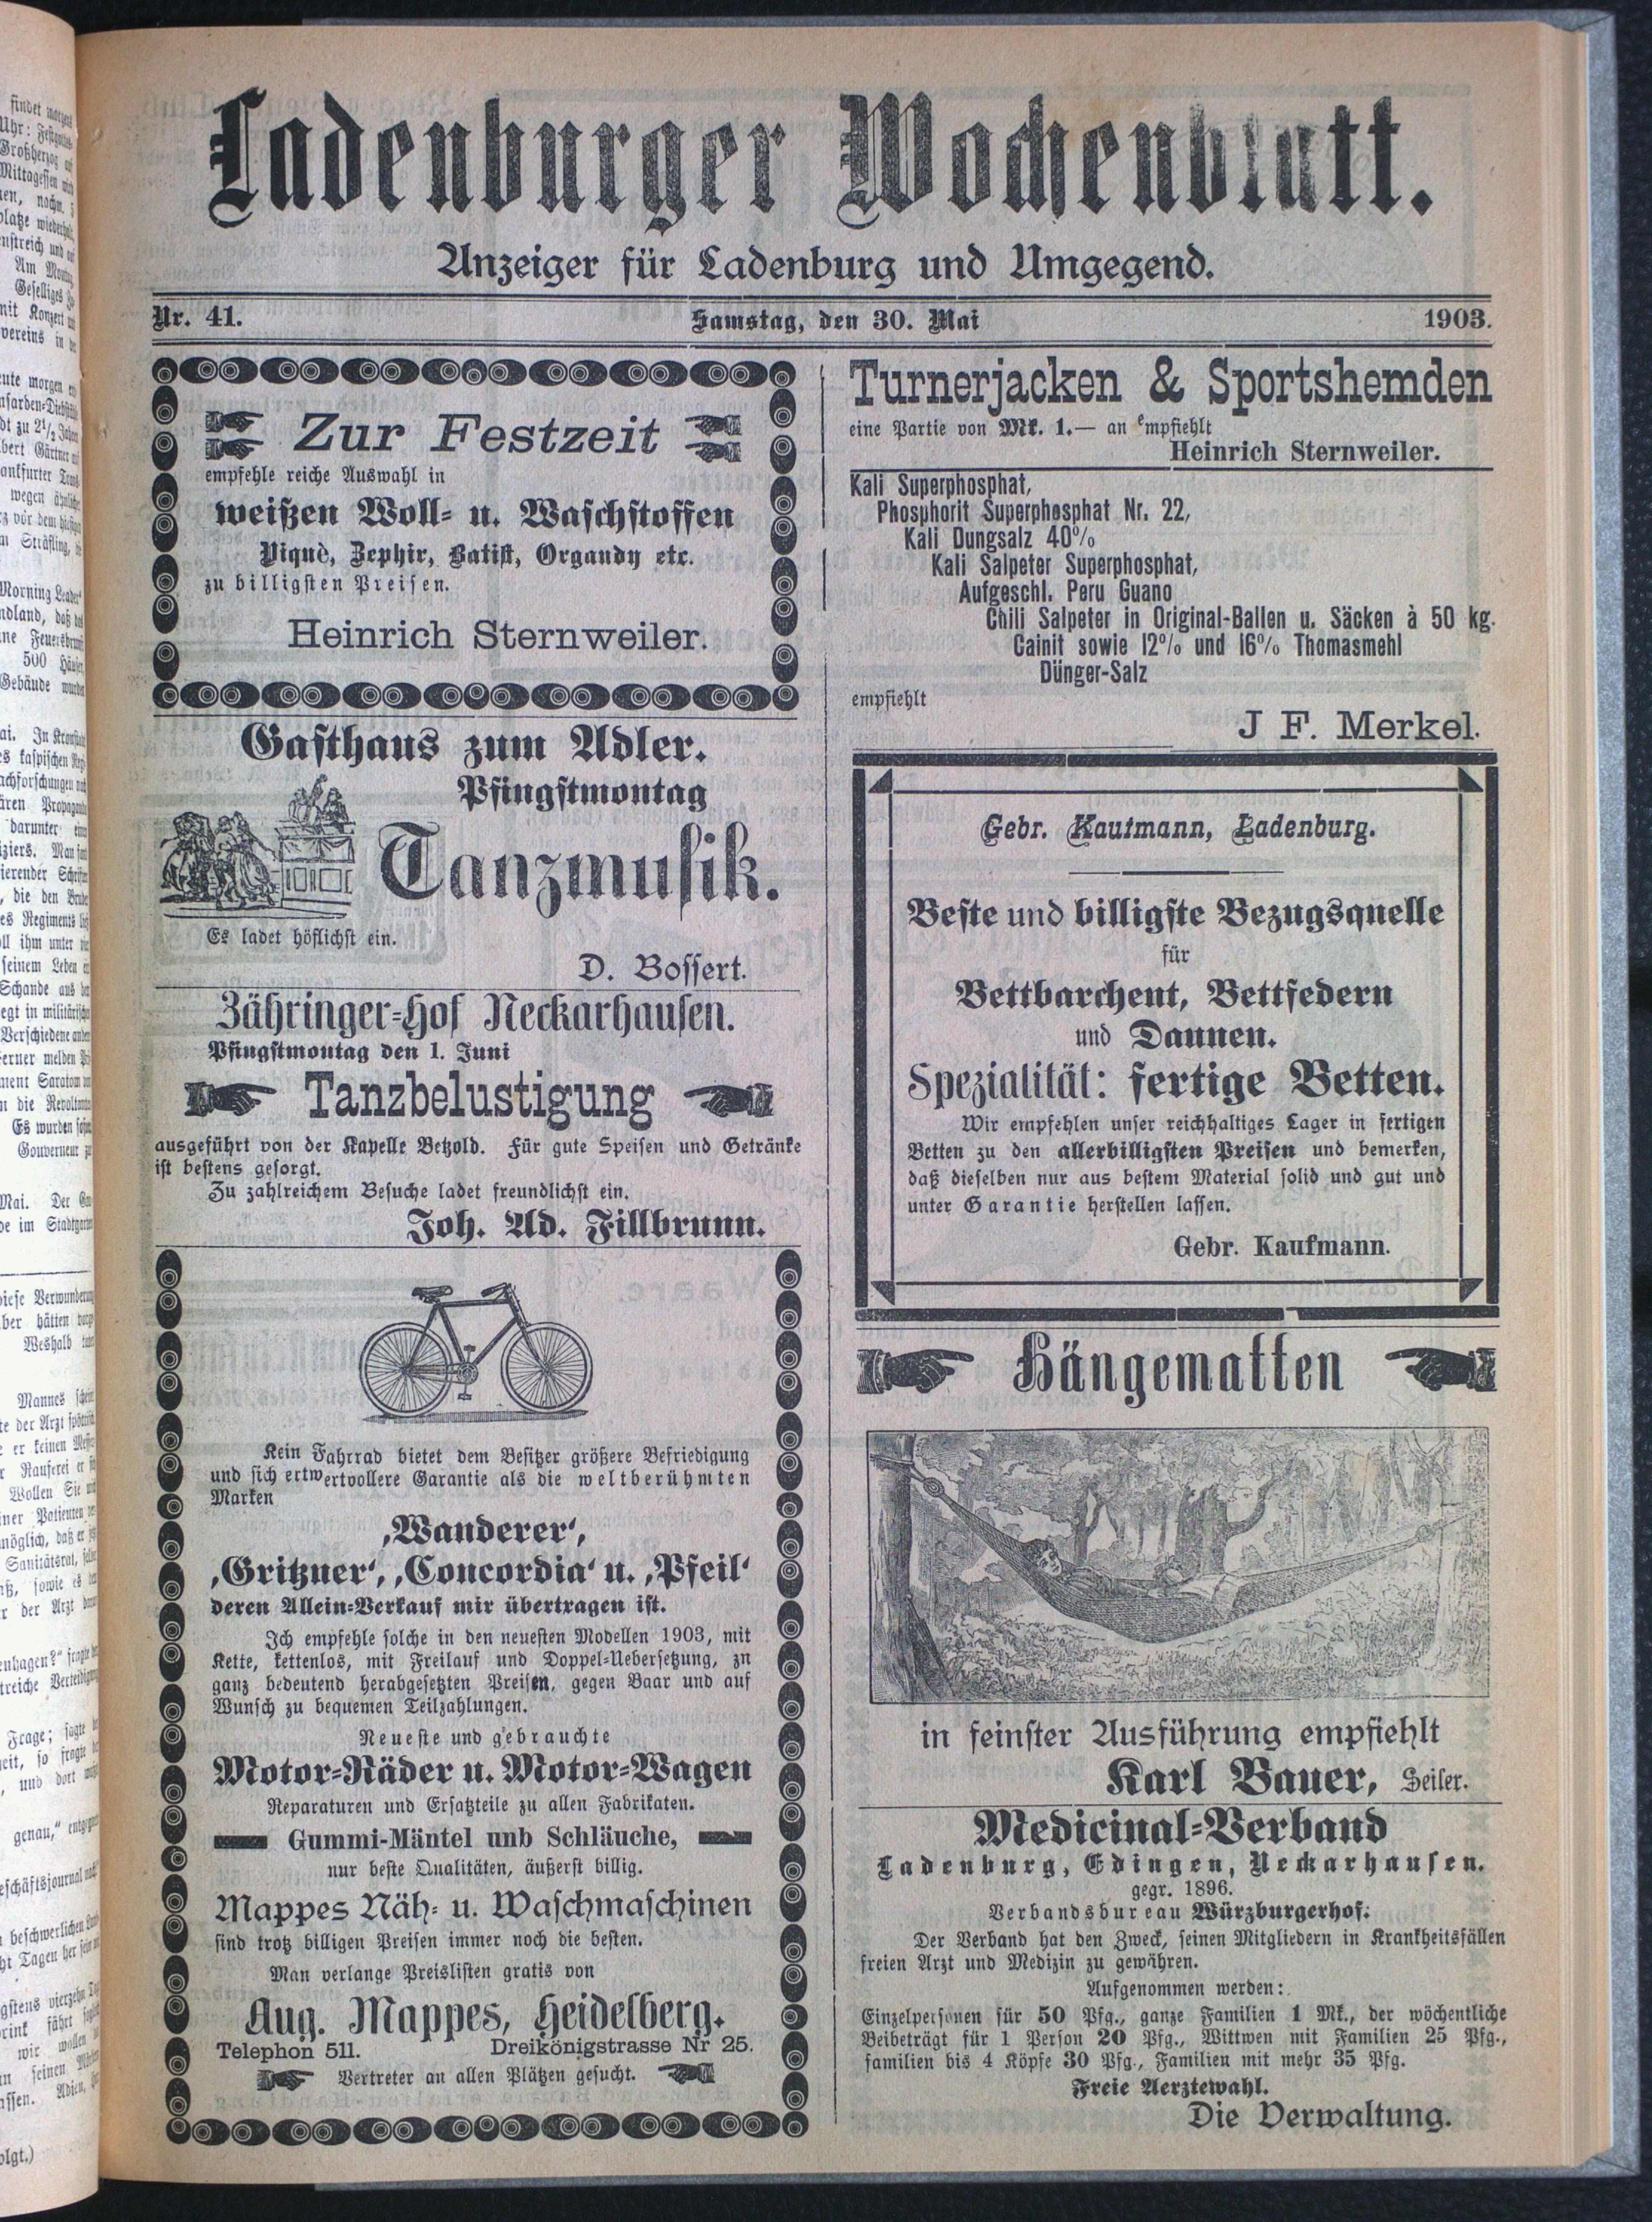 Ladenburger Wochenblatt.
Anzeiger für Ladenburg und Umgegend.
Nr. 41.
Samstag, den 30. Mai
1903.
Zur Festzeit
empfehle reiche Auswahl in
weißen Woll- u. Waschstoffen
Piquè, Zephir, Batist, Organdy etc.
zu billigsten Preisen.
Heinrich Sternweiler.
Gasthaus zum Adler.
Pfingstmontag
Tanzmusik.
Es ladet höflichst ein.
D. Bossert.
Zähringer-Hof Neckarhausen.
Pfingstmontag den 1. Juni
Tanzbelustigung
ausgeführt von der Kapelle Betzold. Für gute Speisen und Getränke
ist bestens gesorgt.
Zu zahlreichem Besuche ladet freundlichst ein.
Joh. Ad. Fillbrunn.
Kein Fahrrad bietet dem Besitzer größere Befriedigung
und sich ertwertvollere Garantie als die weltberühmten
Marken
‚Wanderer‘,
‚Gritzner‘, ‚Concordia‘ u. ‚Pfeil‘
deren Allein-Verkauf mir übertragen ist.
Ich empfehle solche in den neuesten Modellen 1903, mit
Kette, kettenlos, mit Freilauf und Doppel-Uebersetzung, zn
ganz bedeutend herabgesetzten Preisen, gegen Baar und auf
Wunsch zu bequemen Teilzahlungen.
Neueste und gebrauchte
Motor-Räder u. Motor-Wagen
Reparaturen und Ersatzteile zu allen Fabrikaten.
Gummi-Mäntel unb Schläuche,
nur beste Qualitäten, äußerst billig.
Mappes Näh- u. Waschmaschinen
sind trotz billigen Preisen immer noch die besten.
Man verlange Preislisten gratis von
Aug. Mappes, Heidelberg.
Telephon 511. Dreikönigstrasse Nr 25.
Vertreter an allen Plätzen gesucht.
Turnerjacken & Sportshemden
eine Partie von Mk. 1.— an empfiehlt
Heinrich Sternweiler.
Kali Superphosphat,
Phosphorit Superphosphat Nr. 22,
Kali Dungsalz 40%
Kali Salpeter Superphosphat,
Aufgeschl. Peru Guano
Chili Salpeter in Original-Ballen u. Säcken à 50 kg.
Cainit sowie 12% und 16% Thomasmehl
Dünger-Salz
empfiehlt
J F. Merkel.
Gebr. Kaufmann, Ladenburg.
Beste und billigste Bezugsquelle
für
Bettbarchent, Bettfedern
und Daunen.
Spezialität: fertige Betten.
Wir empfehlen unser reichhaltiges Lager in fertigen
Betten zu den allerbilligsten Preisen und bemerken,
daß dieselben nur aus bestem Material solid und gut und
unter Garantie herstellen lassen.
Gebr. Kaufmann.
Hängematten
in feinster Ausführung empfiehlt
Karl Bauer, Seiler.
Medicinal-Verband
Ladenburg, Edingen, Neckarhausen.
gegr. 1896.
Verbandsbureau Würzburgerhof.
Der Verband hat den Zweck, seinen Mitgliedern in Krankheitsfällen
freien Arzt und Medizin zu gewähren.
Aufgenommen werden:
Einzelpersonen für 50 Pfg., ganze Familien 1 Mk., der wöchentliche
Beibeträgt für 1 Person 20 Pfg., Wittwen mit Familien 25 Pfg.,
familien bis 4 Köpfe 30 Pfg., Familien mit mehr 35 Pfg.
Freie Aerztewahl.
Die Verwaltung.